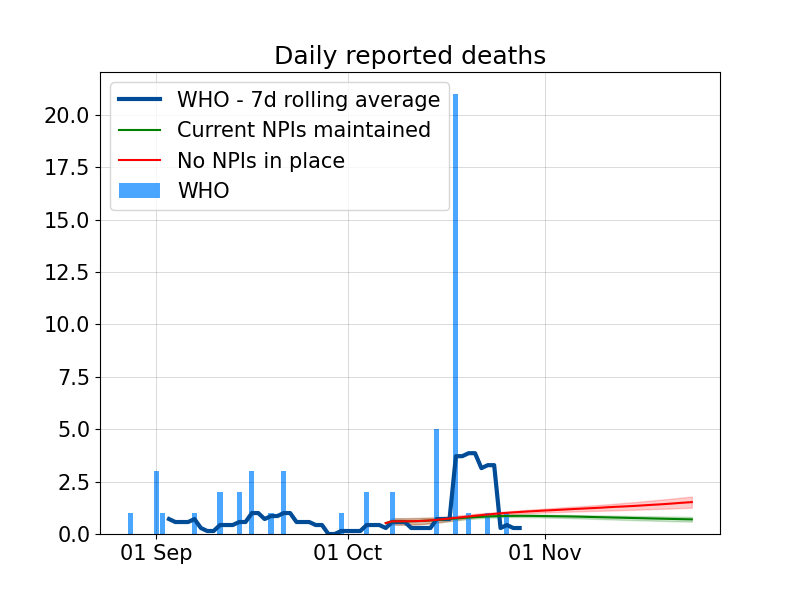 Daily reported deaths
WHO - 7d rolling average
Current NPIs maintained
No NPIs in place
WHO
20.0
17.5
15.0
12.5
10.0
7.5
5.0
2.5
0.0
01 Sep
01 Oct
01 Nov